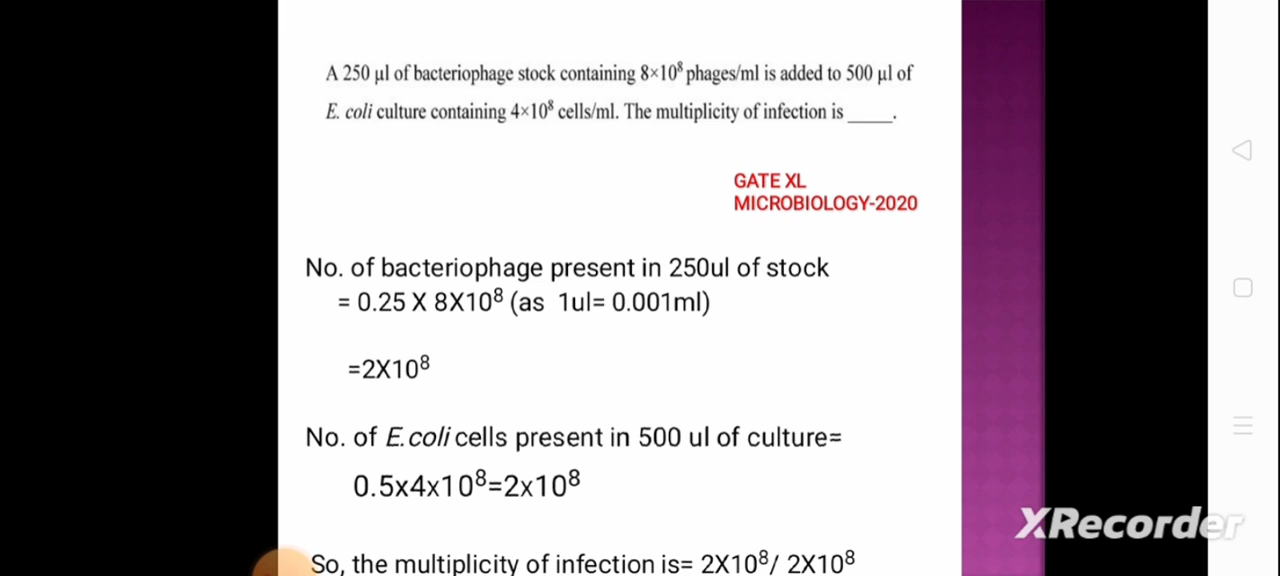 A 250 µl of bacteriophage stock containing 8×10⁸ phages/ml is added to 500 µl of
E. coli culture containing 4×10⁸ cells/ml. The multiplicity of infection is _____.
GATE XL
MICROBIOLOGY-2020
No. of bacteriophage present in 250ul of stock
= 0.25 X 8X10⁸ (as 1ul= 0.001ml)
=2X10⁸
No. of E.coli cells present in 500 ul of culture=
0.5x4x10⁸=2x10⁸
So, the multiplicity of infection is= 2X10⁸/ 2X10⁸
XRecorder